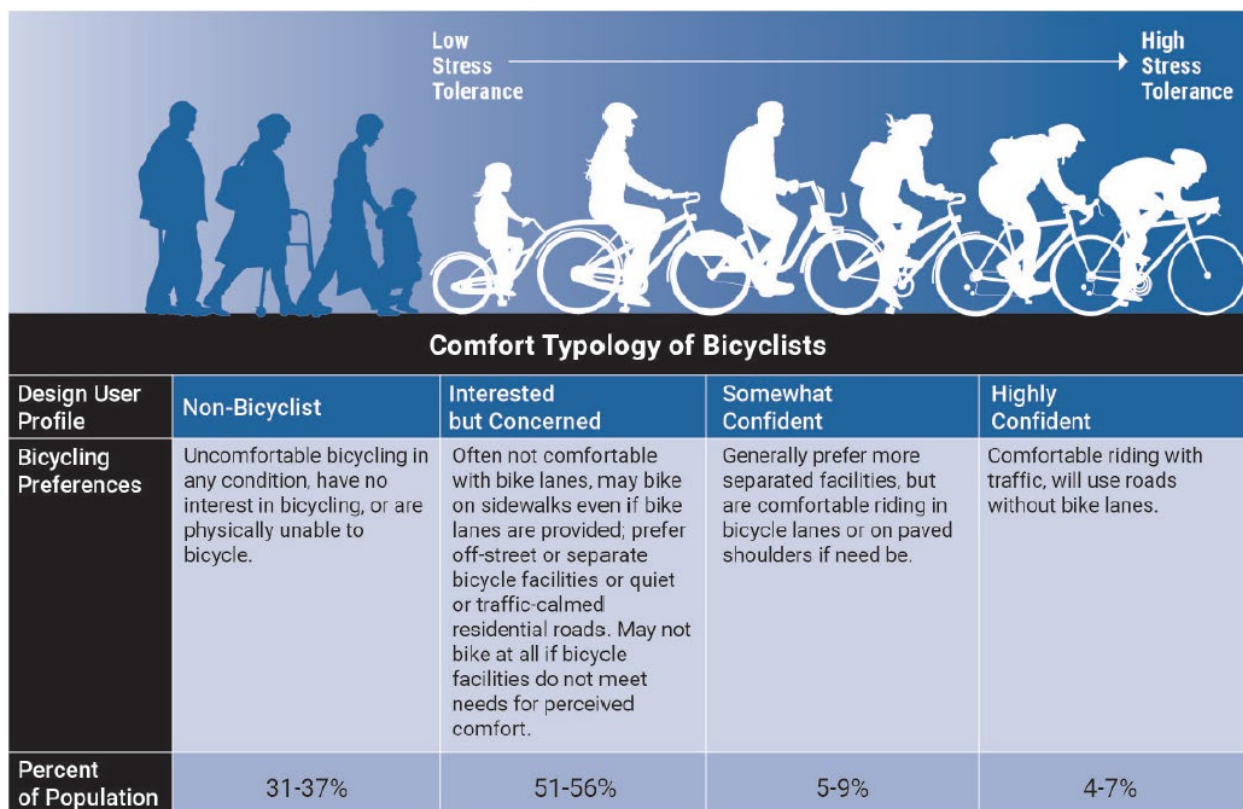 Low
Stress
Tolerance
High
Stress
Tolerance
Comfort Typology of Bicyclists
Design User
Profile
Non-Bicyclist
Interested
but Concerned
Somewhat
Confident
Highly
Confident
Bicycling
Preferences
Uncomfortable bicycling in
any condition, have no
interest in bicycling, or are
physically unable to
bicycle.
Often not comfortable
with bike lanes, may bike
on sidewalks even if bike
lanes are provided; prefer
off-street or separate
bicycle facilities or quiet
or traffic-calmed
residential roads. May not
bike at all if bicycle
facilities do not meet
needs for perceived
comfort.
Generally prefer more
separated facilities, but
are comfortable riding in
bicycle lanes or on paved
shoulders if need be.
Comfortable riding with
traffic, will use roads
without bike lanes.
Percent
of Population
31-37%
51-56%
5-9%
4-7%